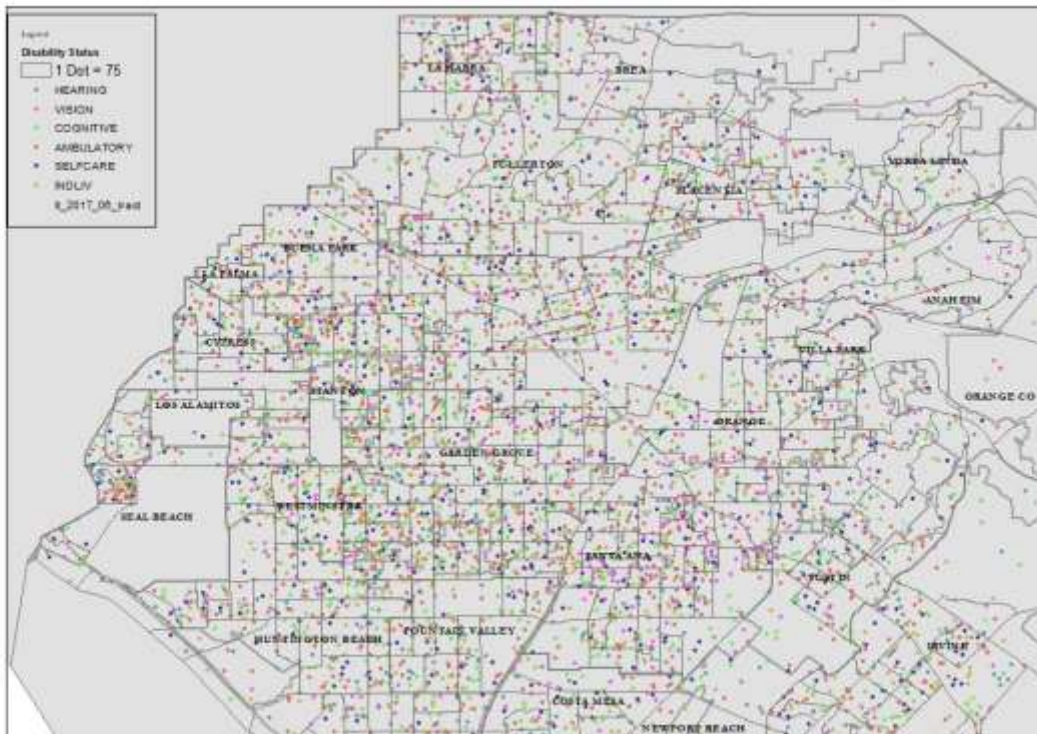 Legend
Disability Status
1 Dot = 75
HEARING
VISION
COGNITIVE
AMBULATORY
SELFCARE
INDLIV
LA HABRA
BREA
FULLERTON
PLACENTIA
YORBA LINDA
BUENA PARK
LA PALMA
ANAHEIM
CYPRESS
VILLA PARK
STANTON
LOS ALAMITOS
ORANGE CO
ORANGE
GARDEN GROVE
WESTMINSTER
SEAL BEACH
SANTA ANA
TUSTIN
HUNTINGTON BEACH
FOUNTAIN VALLEY
IRVINE
COSTA MESA
NEWPORT BEACH